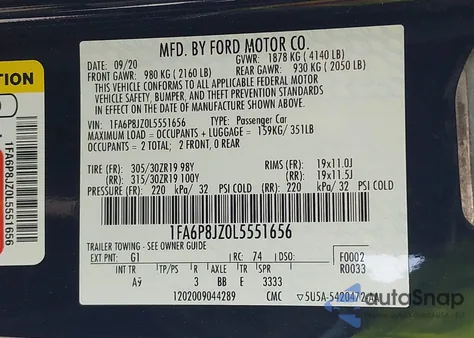 MFD. BY FORD MOTOR CO.
DATE: 09/20 GVWR: 1878 KG ( 4140 LB)
FRONT GAWR: 980 KG ( 2160 LB) REAR GAWR: 930 KG ( 2050 LB)
THIS VEHICLE CONFORMS TO ALL APPLICABLE FEDERAL MOTOR
VEHICLE SAFETY, BUMPER, AND THEFT PREVENTION STANDARDS
IN EFFECT ON THE DATE OF MANUFACTURE SHOWN ABOVE.
VIN: 1FA6P8JZ0L5551656 TYPE: Passenger Car
MAXIMUM LOAD = OCCUPANTS + LUGGAGE = 159KG / 351LB
OCCUPANTS = 2 TOTAL: 2 FRONT, 0 REAR
TIRE (FR): 305/30ZR19 98Y RIMS (FR): 19x11.0J
(RR): 315/30ZR19 100Y (RR): 19x11.5J
PRESSURE (FR): 220 kPa/ 32 PSI COLD (RR): 220 kPa/ 32 PSI COLD
1FA6P8JZ0L5551656
TRAILER TOWING - SEE OWNER GUIDE
EXT PNT: G1 RC: 74 DSO: F0002
R0033
INT TR TP/PS R AXLE TR SPR
Aÿ 3 BB E 3333
1202009044289 CMC ▽5U5A-5420472-AA
UTION
1FA6P8JZ0L5551656
autoSnap